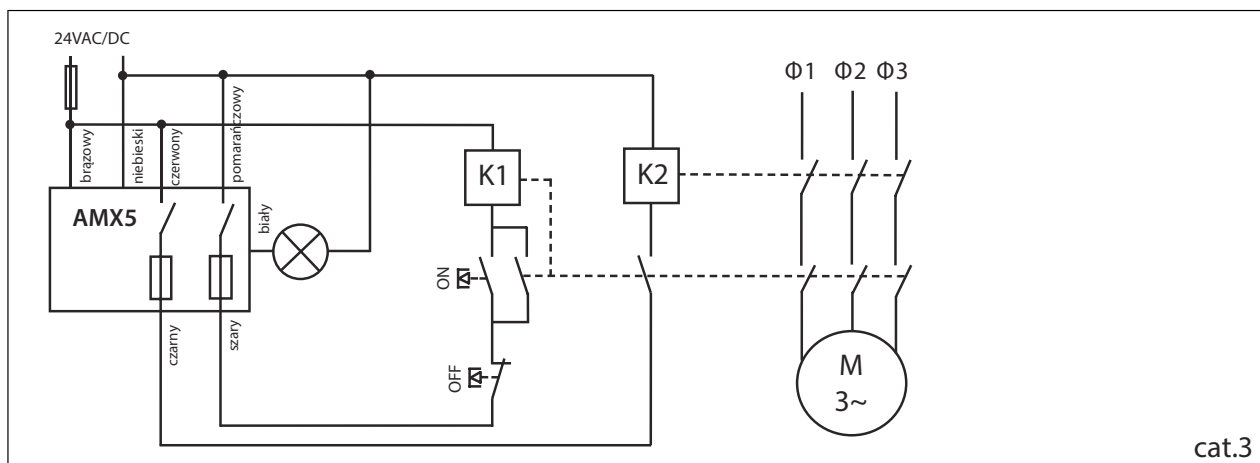 24VAC/DC
brązowy
niebieski
czerwony
pomarańczowy
AMX5
biały
czarny
szary
K1
K2
ON
OFF
Φ1 Φ2 Φ3
M
3~
cat.3